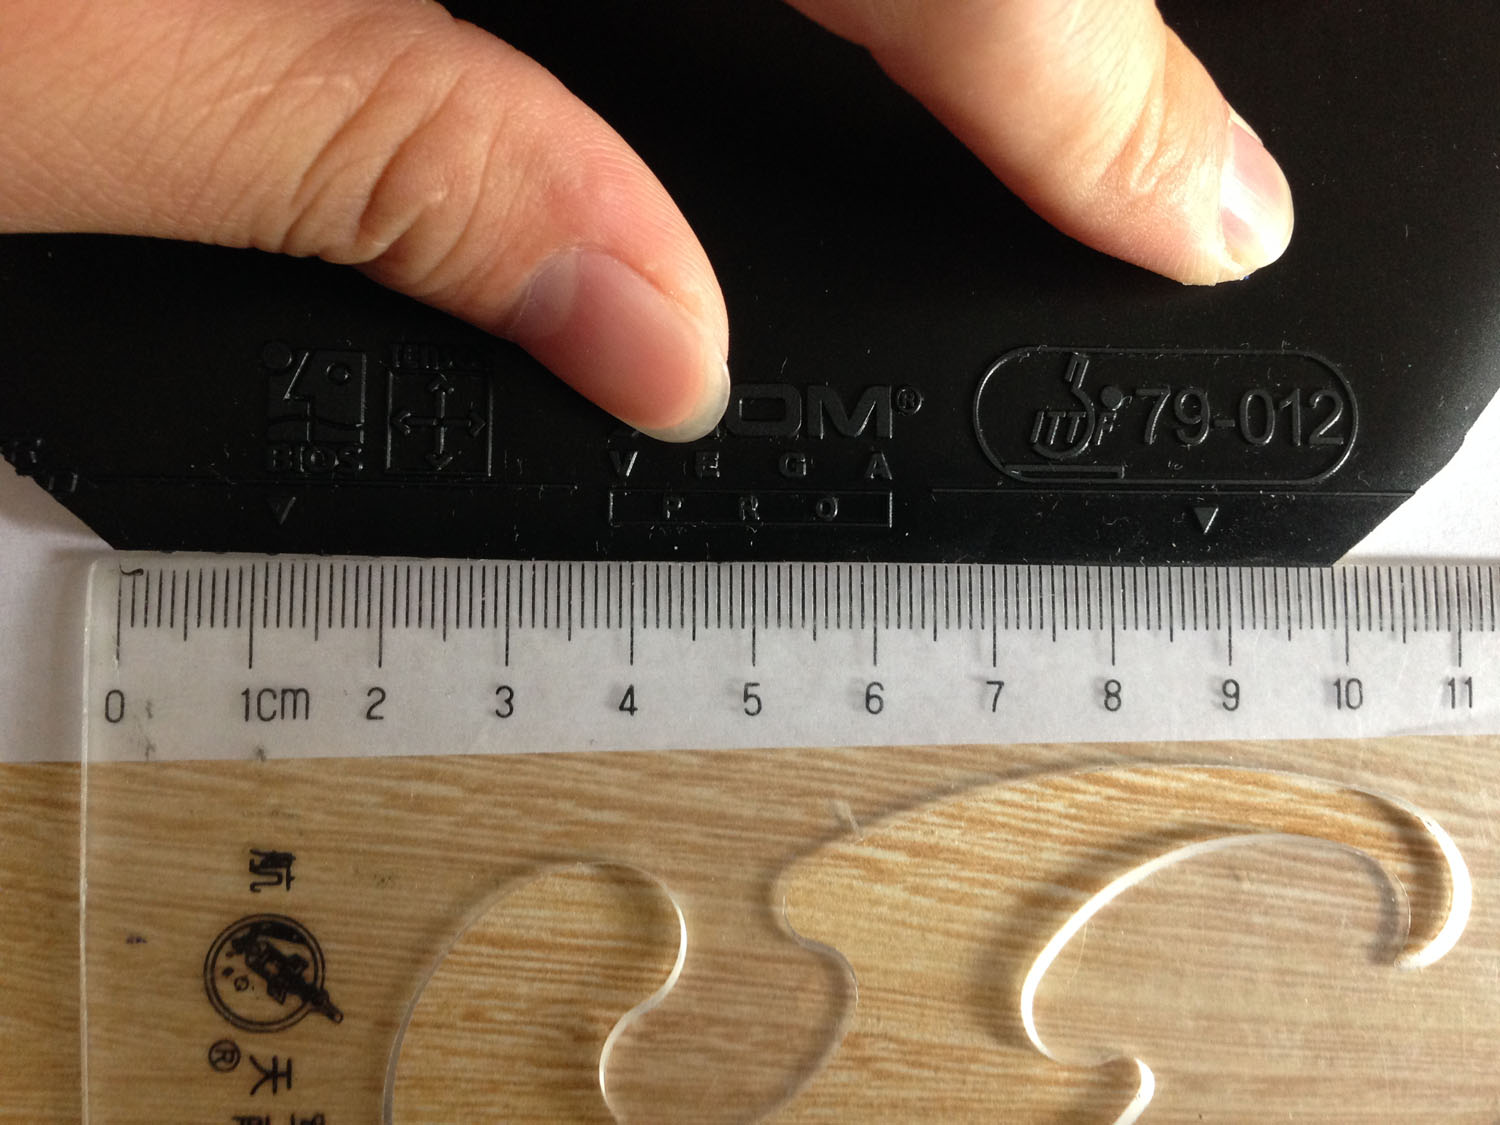 BIOS
XIOM®
VEGA
PRO
ITTF 79-012
0 1cm 2 3 4 5 6 7 8 9 10 11
航
®
天